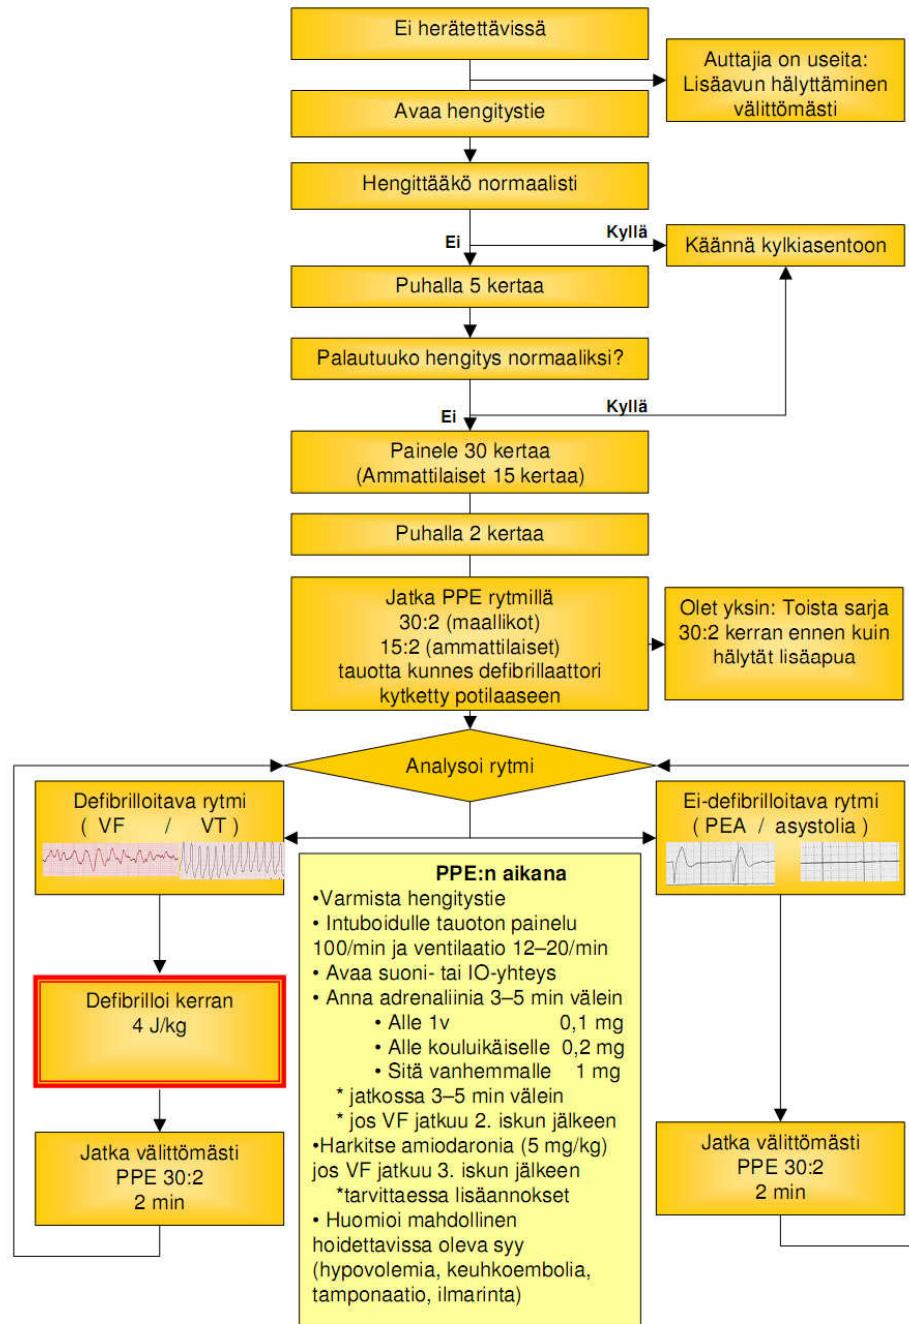 Ei herätettävissä
Auttajia on useita:
Lisäavun hälyttäminen
välittömästi
Avaa hengitystie
Hengittääkö normaalisti
Ei
Kyllä
Käännä kylkiasentoon
Puhalla 5 kertaa
Palautuuko hengitys normaaliksi?
Ei
Kyllä
Painele 30 kertaa
(Ammattilaiset 15 kertaa)
Puhalla 2 kertaa
Jatka PPE rytmillä
30:2 (maallikot)
15:2 (ammattilaiset)
tauotta kunnes defibrillaattori
kytketty potilaaseen
Olet yksin: Toista sarja
30:2 kerran ennen kuin
hälytät lisäapua
Analysoi rytmi
Defibrilloitava rytmi
( VF / VT )
Defibrilloi kerran
4 J/kg
Jatka välittömästi
PPE 30:2
2 min
PPE:n aikana
•Varmista hengitystie
• Intuboidulle tauoton painelu
100/min ja ventilaatio 12–20/min
• Avaa suoni- tai IO-yhteys
• Anna adrenaliinia 3–5 min välein
• Alle 1v 0,1 mg
• Alle kouluikäiselle 0,2 mg
• Sitä vanhemmalle 1 mg
* jatkossa 3–5 min välein
* jos VF jatkuu 2. iskun jälkeen
•Harkitse amiodaronia (5 mg/kg)
jos VF jatkuu 3. iskun jälkeen
*tarvittaessa lisäannokset
• Huomioi mahdollinen
hoidettavissa oleva syy
(hypovolemia, keuhkoembolia,
tamponaatio, ilmarinta)
Ei-defibrilloitava rytmi
( PEA / asystolia )
Jatka välittömästi
PPE 30:2
2 min